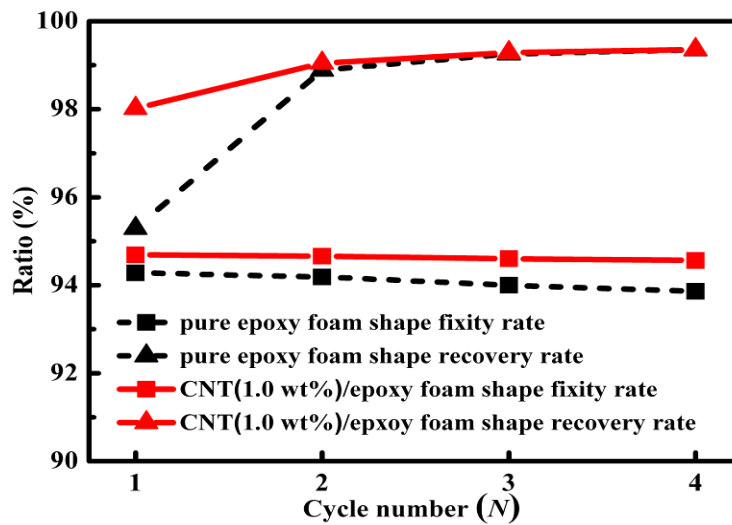 100
98
96
94
92
90
Ratio (%)
pure epoxy foam shape fixity rate
pure epoxy foam shape recovery rate
CNT(1.0 wt%)/epoxy foam shape fixity rate
CNT(1.0 wt%)/epxoy foam shape recovery rate
1 2 3 4
Cycle number (N)